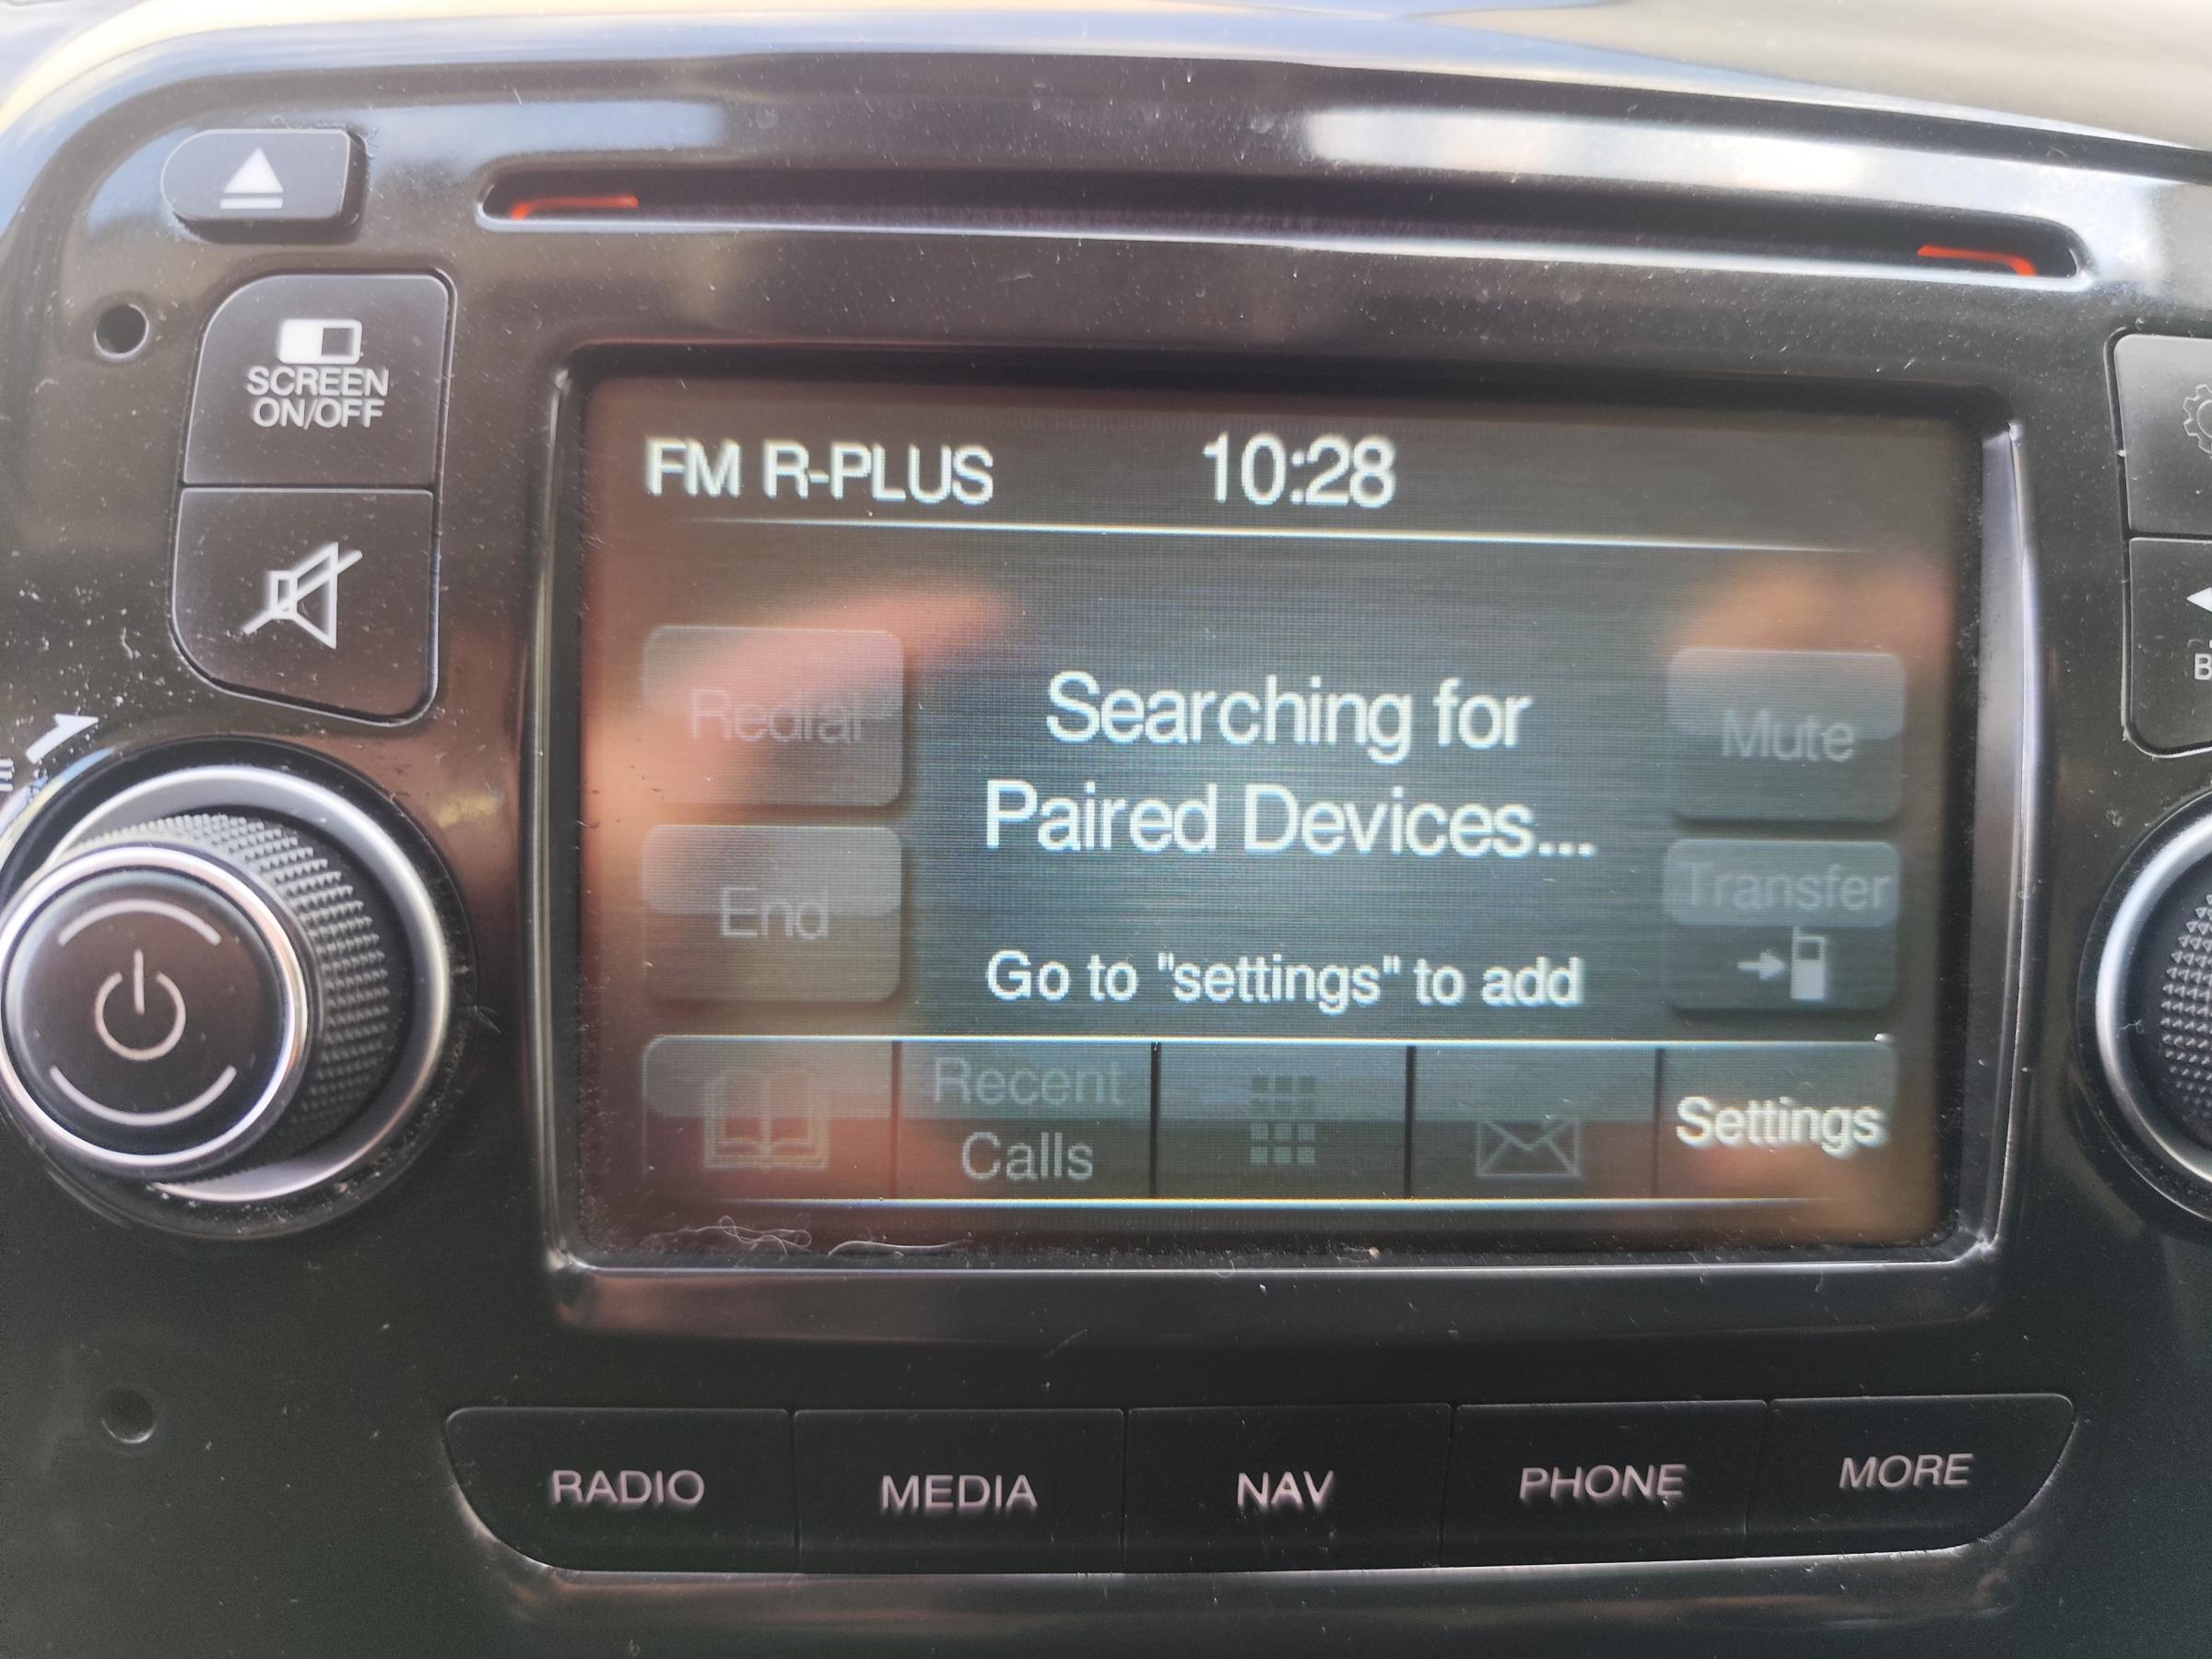 SCREEN
ON/OFF
FM R-PLUS 10:28
Redial
Searching for
Paired Devices...
Mute
End
Transfer
Go to "settings" to add
Recent
Calls
Settings
RADIO MEDIA NAV PHONE MORE